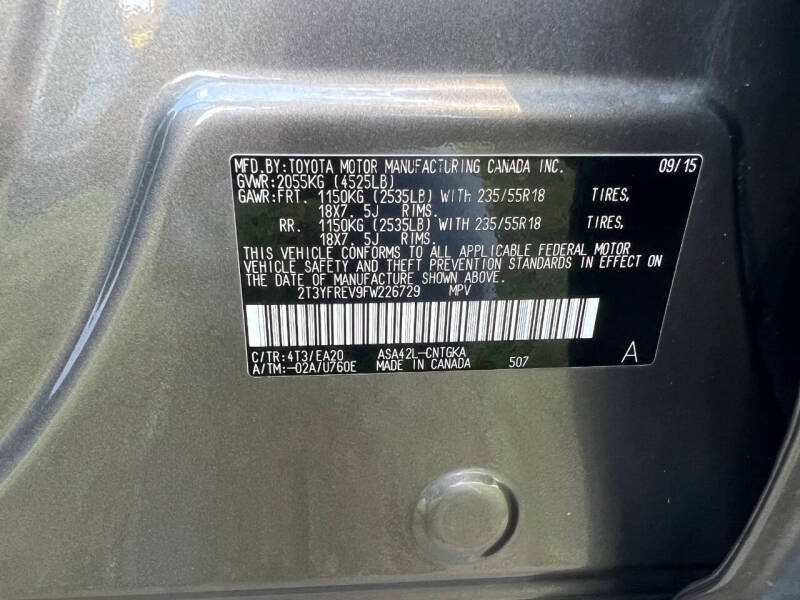 MFD.BY:TOYOTA MOTOR MANUFACTURING CANADA INC. 09/15
GVWR:2055KG (4525LB)
GAWR:FRT. 1150KG (2535LB) WITH 235/55R18 TIRES,
18X7.5J RIMS.
RR. 1150KG (2535LB) WITH 235/55R18 TIRES,
18X7.5J RIMS.
THIS VEHICLE CONFORMS TO ALL APPLICABLE FEDERAL MOTOR
VEHICLE SAFETY AND THEFT PREVENTION STANDARDS IN EFFECT ON
THE DATE OF MANUFACTURE SHOWN ABOVE.
2T3YFREV9FW226729 MPV
C/TR:4T3/EA20 ASA42L-CNTGKA
A/TM:-02A/U760E MADE IN CANADA 507 A